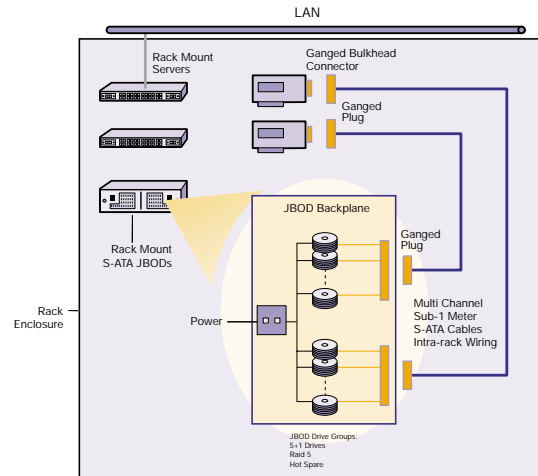 LAN
Rack Mount
Servers
Ganged Bulkhead
Connector
Ganged
Plug
JBOD Backplane
Ganged
Plug
Rack Mount
S-ATA JBODs
Rack
Enclosure
Power
Multi Channel
Sub-1 Meter
S-ATA Cables
Intra-rack Wiring
JBOD Drive Groups:
5+1 Drives
Raid 5
Hot Spare